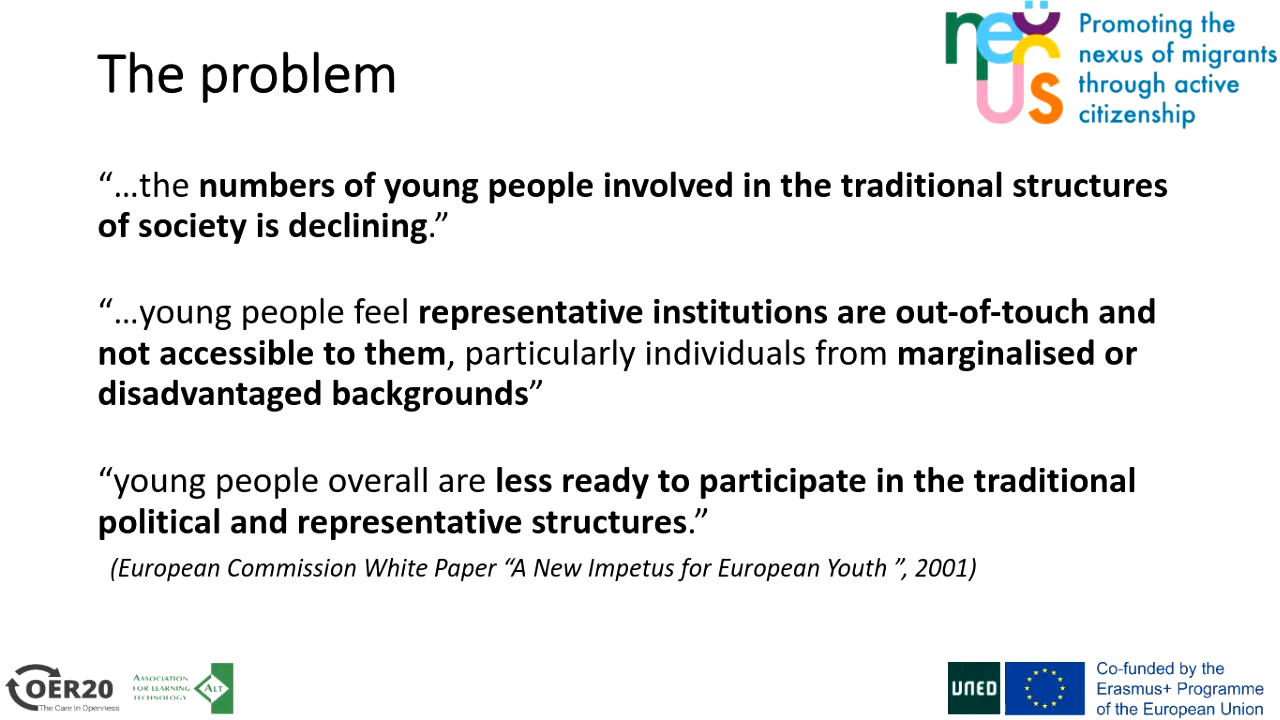 The problem
nexus
Promoting the
nexus of migrants
through active
citizenship
“…the numbers of young people involved in the traditional structures
of society is declining.”
“…young people feel representative institutions are out-of-touch and
not accessible to them, particularly individuals from marginalised or
disadvantaged backgrounds”
“young people overall are less ready to participate in the traditional
political and representative structures.”
(European Commission White Paper “A New Impetus for European Youth ”, 2001)
OER20
The Care In Openness
ASSOCIATION
FOR LEARNING
TECHNOLOGY
ALT
UNED
Co-funded by the
Erasmus+ Programme
of the European Union